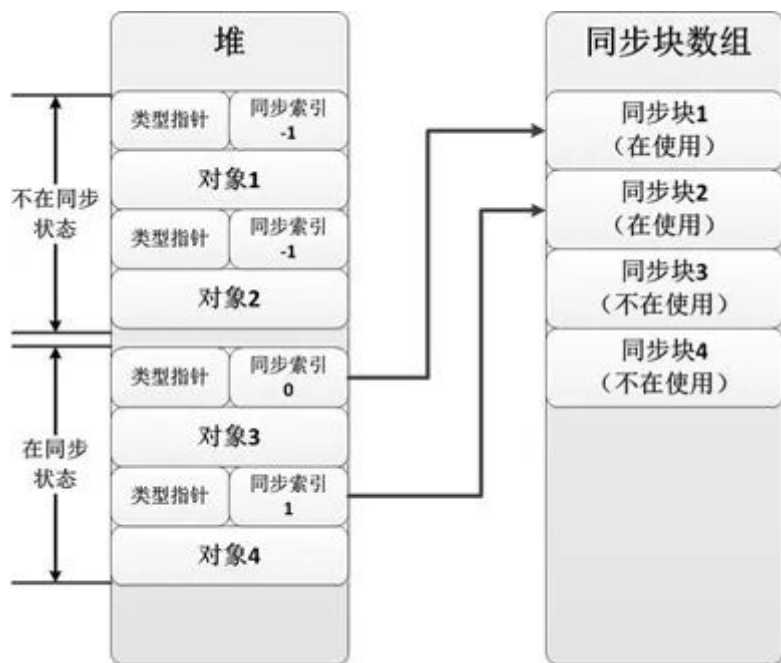 堆
类型指针
同步索引
-1
对象1
类型指针
同步索引
-1
对象2
不在同步
状态
类型指针
同步索引
0
对象3
类型指针
同步索引
1
对象4
在同步
状态
同步块数组
同步块1
（在使用）
同步块2
（在使用）
同步块3
（不在使用）
同步块4
（不在使用）